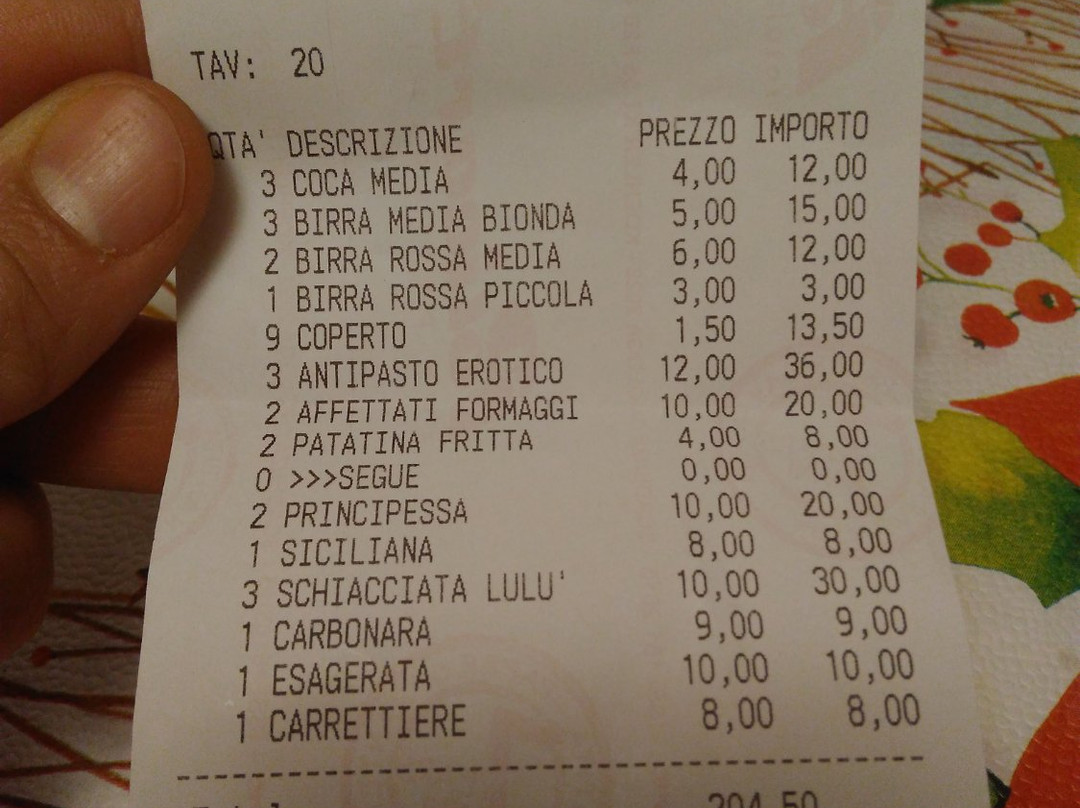 TAV: 20
QTA' DESCRIZIONE PREZZO IMPORTO
3 COCA MEDIA 4,00 12,00
3 BIRRA MEDIA BIONDA 5,00 15,00
2 BIRRA ROSSA MEDIA 6,00 12,00
1 BIRRA ROSSA PICCOLA 3,00 3,00
9 COPERTO 1,50 13,50
3 ANTIPASTO EROTICO 12,00 36,00
2 AFFETTATI FORMAGGI 10,00 20,00
2 PATATINA FRITTA 4,00 8,00
0 >>>SEGUE 0,00 0,00
2 PRINCIPESSA 10,00 20,00
1 SICILIANA 8,00 8,00
3 SCHIACCIATA LULU' 10,00 30,00
1 CARBONARA 9,00 9,00
1 ESAGERATA 10,00 10,00
1 CARRETTIERE 8,00 8,00
--------------------------------
Total 204,50